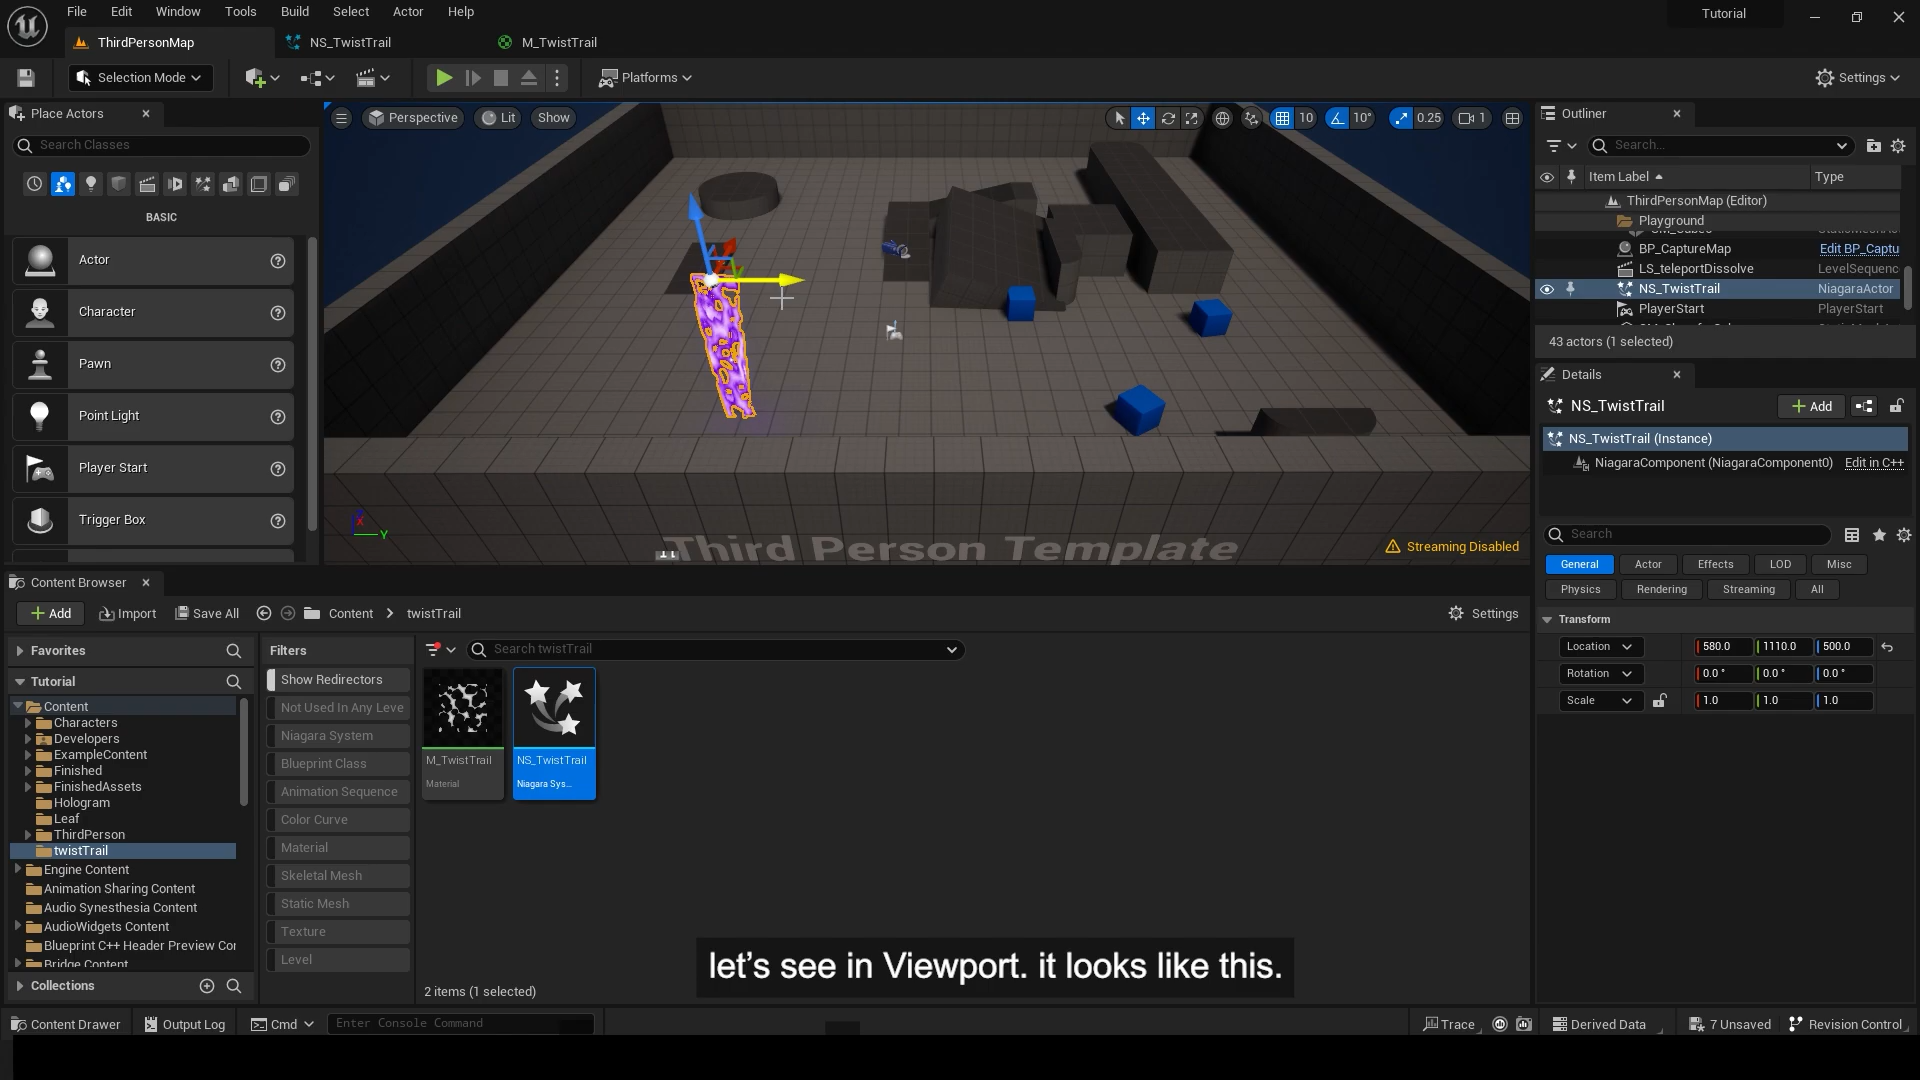 File Edit Window Tools Build Select Actor Help
Tutorial
ThirdPersonMap
NS_TwistTrail
M_TwistTrail
Selection Mode
Platforms
Settings
Place Actors
Search Classes
BASIC
Actor
Character
Pawn
Point Light
Player Start
Trigger Box
Perspective
Lit
Show
10
10°
0.25
1
X
Y
Third Person Template
Streaming Disabled
Outliner
Search...
Item Label
Type
ThirdPersonMap (Editor)
Playground
BP_CaptureMap
Edit BP_Captu
LS_teleportDissolve
LevelSequenc
NS_TwistTrail
NiagaraActor
PlayerStart
PlayerStart
43 actors (1 selected)
Details
NS_TwistTrail
Add
NS_TwistTrail (Instance)
NiagaraComponent (NiagaraComponent0)
Edit in C++
Search
General
Actor
Effects
LOD
Misc
Physics
Rendering
Streaming
All
Transform
Location
580.0
1110.0
500.0
Rotation
0.0 °
0.0 °
0.0 °
Scale
1.0
1.0
1.0
Content Browser
Add
Import
Save All
Content
twistTrail
Settings
Favorites
Tutorial
Content
Characters
Developers
ExampleContent
Finished
FinishedAssets
Hologram
Leaf
ThirdPerson
twistTrail
Engine Content
Animation Sharing Content
Audio Synesthesia Content
AudioWidgets Content
Blueprint C++ Header Preview Cor
Bridge Content
Collections
Filters
Show Redirectors
Not Used In Any Leve
Niagara System
Blueprint Class
Animation Sequence
Color Curve
Material
Skeletal Mesh
Static Mesh
Texture
Level
Search twistTrail
M_TwistTrail
Material
NS_TwistTrail
Niagara Sys...
2 items (1 selected)
let's see in Viewport. it looks like this.
Content Drawer
Output Log
Cmd
Enter Console Command
Trace
Derived Data
7 Unsaved
Revision Control